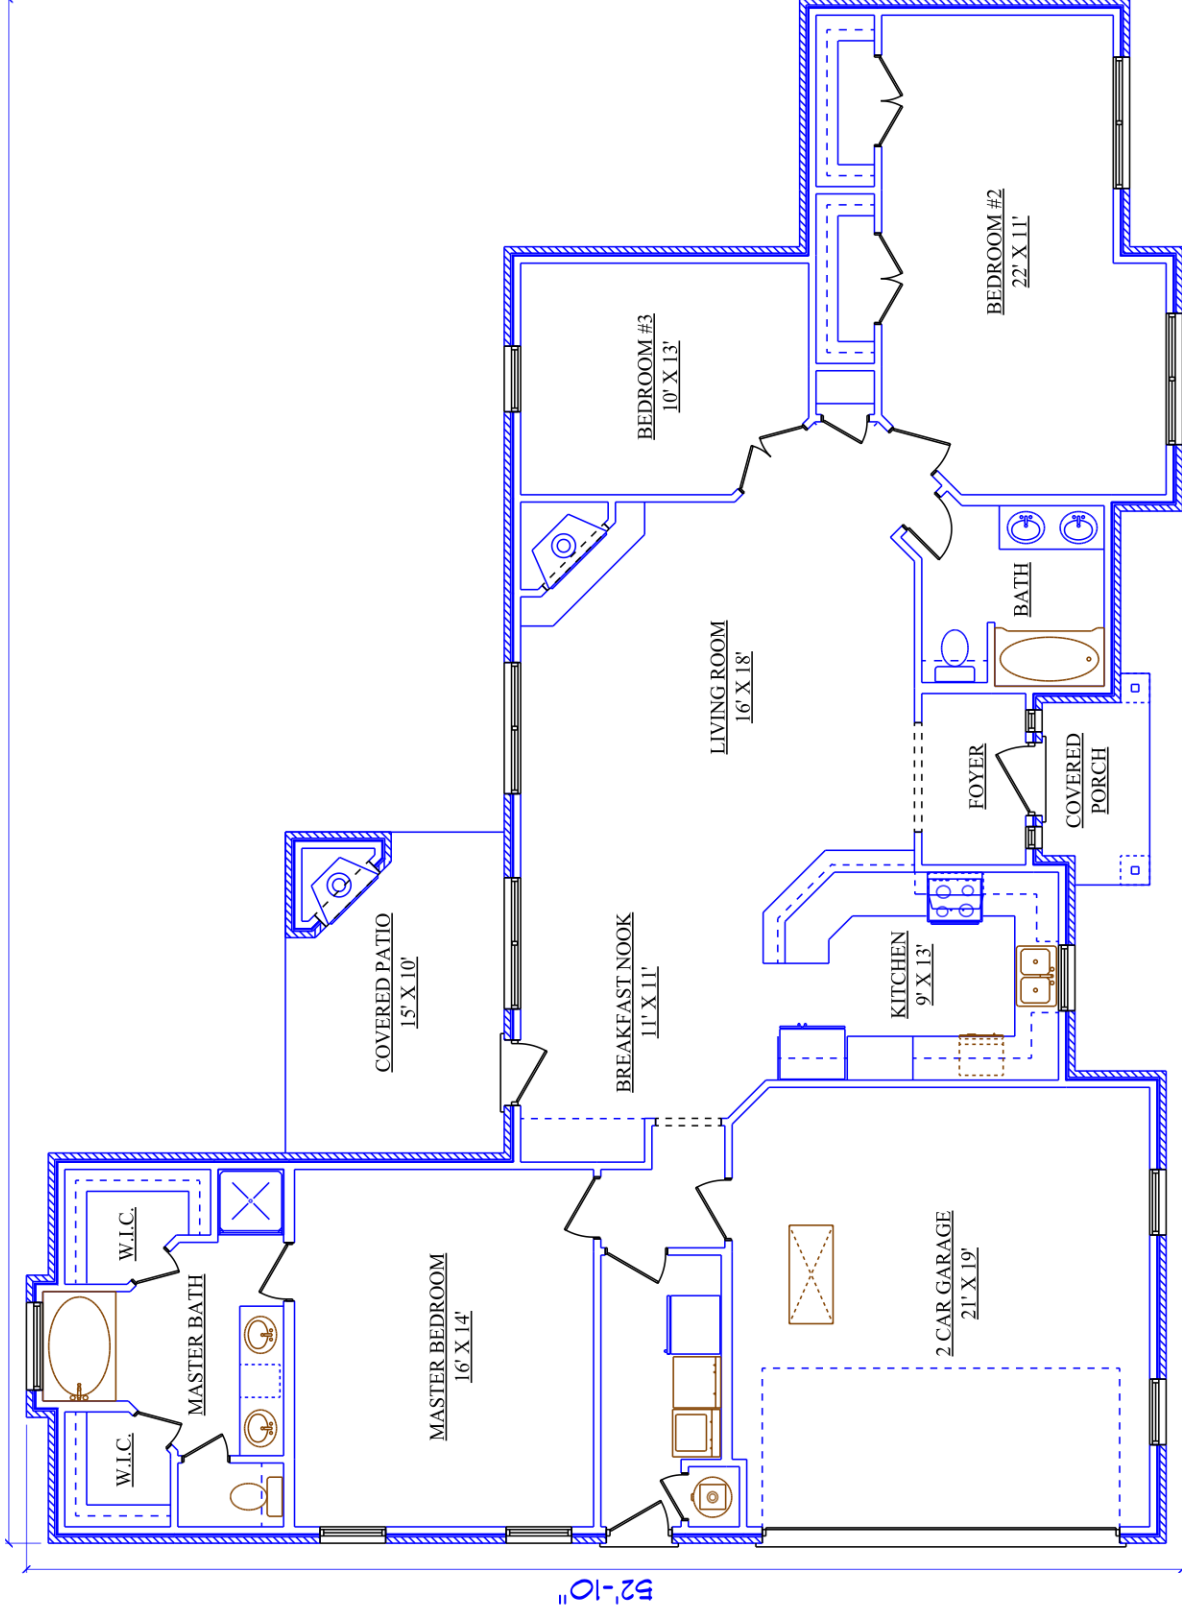 W.I.C.
MASTER BATH
W.I.C.
MASTER BEDROOM
16' X 14'
COVERED PATIO
15' X 10'
BREAKFAST NOOK
11' X 11'
LIVING ROOM
16' X 18'
BEDROOM #3
10' X 13'
BEDROOM #2
22' X 11'
BATH
FOYER
COVERED
PORCH
KITCHEN
9' X 13'
2 CAR GARAGE
21' X 19'
52'-10"